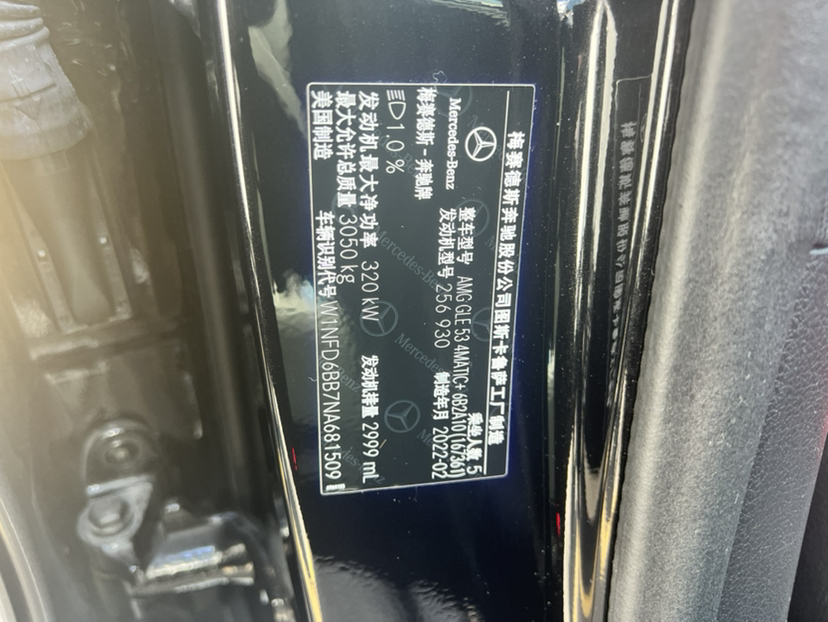 梅赛德斯奔驰股份公司图斯卡鲁萨工厂制造
Mercedes-Benz
梅赛德斯-奔驰牌
乘坐人数 5
整车型号 AMG GLE 53 4MATIC+ 6B2A10(167361)
发动机型号 256 930 制造年月 2022-02
1.0 %
发动机最大净功率 320 kW 发动机排量 2999 mL
最大允许总质量 3050 kg
美国制造 车辆识别代号 W1NFD6BB7NA681509